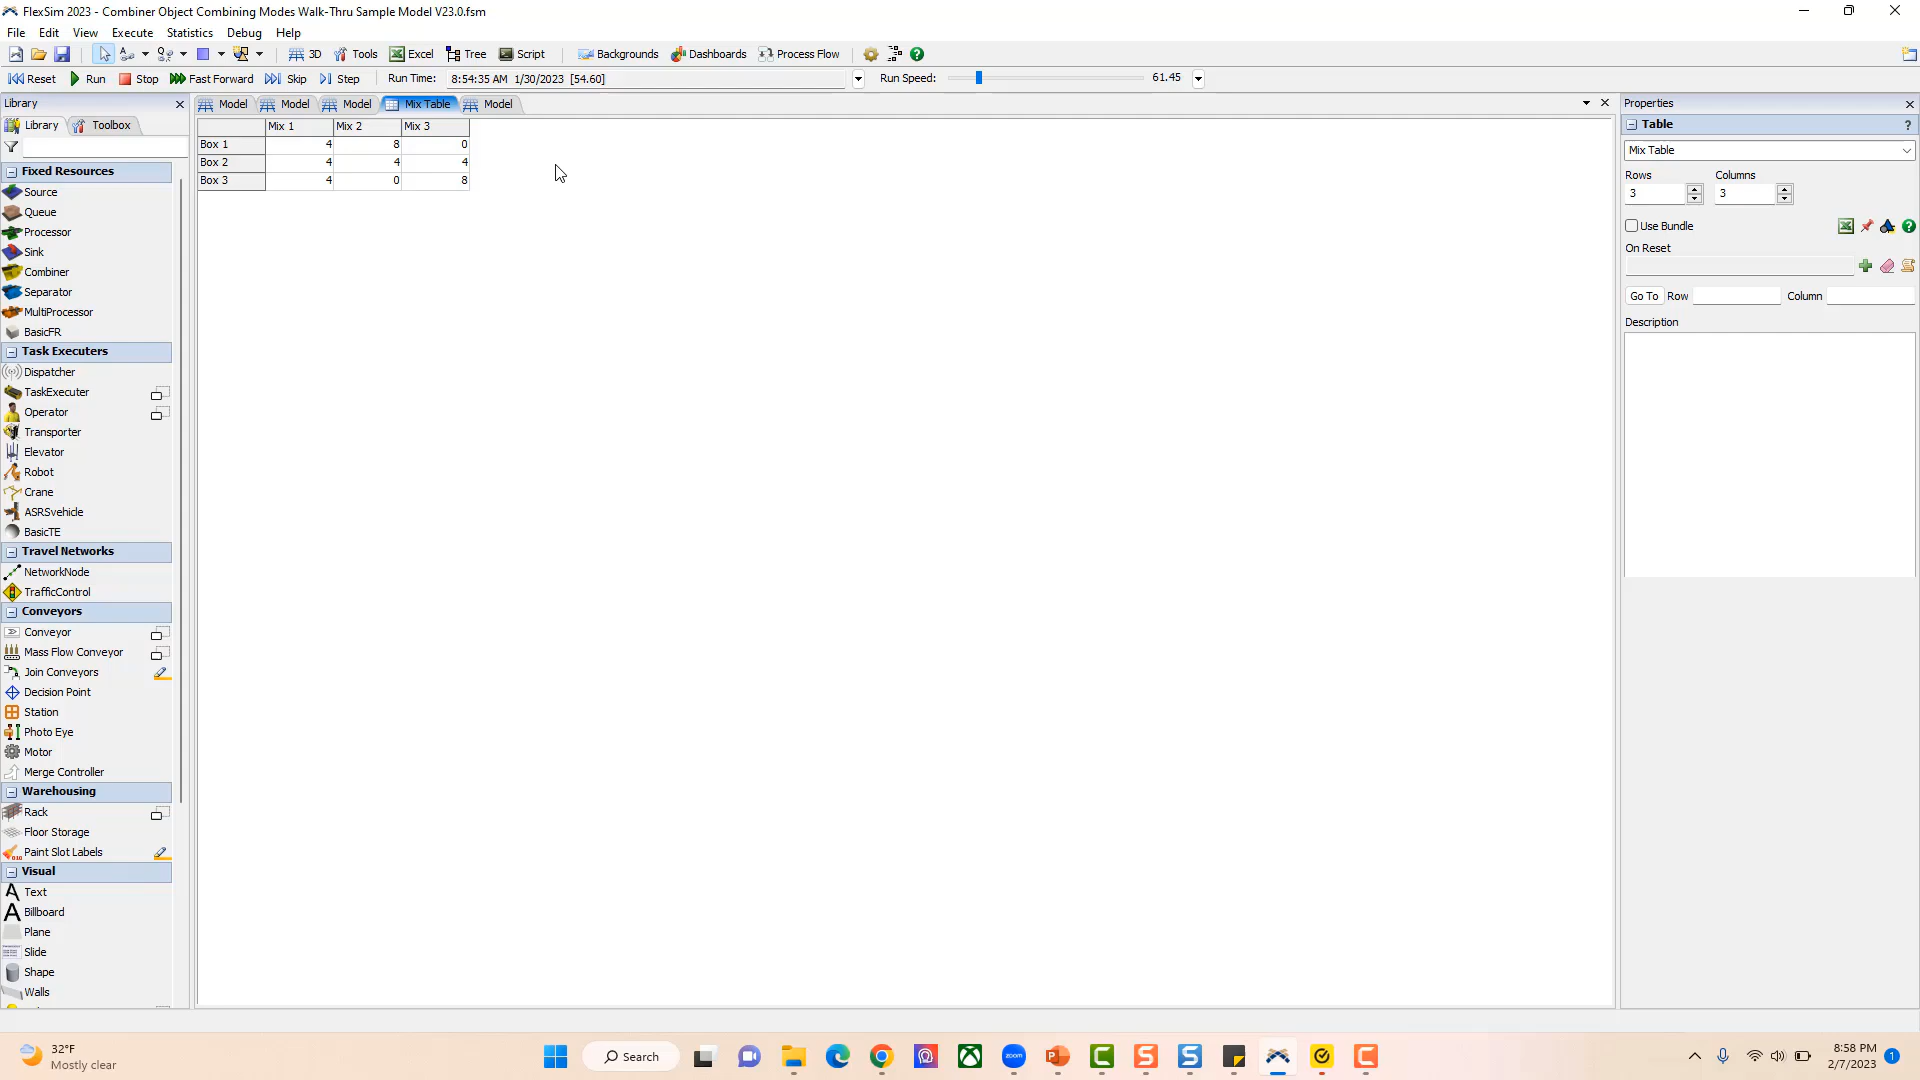 FlexSim 2023 - Combiner Object Combining Modes Walk-Thru Sample Model V23.0.fsm
File Edit View Execute Statistics Debug Help
3D Tools Excel Tree Script Backgrounds Dashboards Process Flow
Reset Run Stop Fast Forward Skip Step Run Time: 8:54:35 AM 1/30/2023 [54.60] Run Speed: 61.45
Library
Library Toolbox
Fixed Resources
Source
Queue
Processor
Sink
Combiner
Separator
MultiProcessor
BasicFR
Task Executers
Dispatcher
TaskExecuter
Operator
Transporter
Elevator
Robot
Crane
ASRSvehicle
BasicTE
Travel Networks
NetworkNode
TrafficControl
Conveyors
Conveyor
Mass Flow Conveyor
Join Conveyors
Decision Point
Station
Photo Eye
Motor
Merge Controller
Warehousing
Rack
Floor Storage
Paint Slot Labels
Visual
Text
Billboard
Plane
Slide
Shape
Walls
Model Model Model Mix Table Model
Mix 1 Mix 2 Mix 3
Box 1 4 8 0
Box 2 4 4 4
Box 3 4 0 8
Properties
Table
Mix Table
Rows Columns
3 3
Use Bundle
On Reset
Go To Row Column
Description
32°F
Mostly clear
Search
zoom
8:58 PM
2/7/2023
1